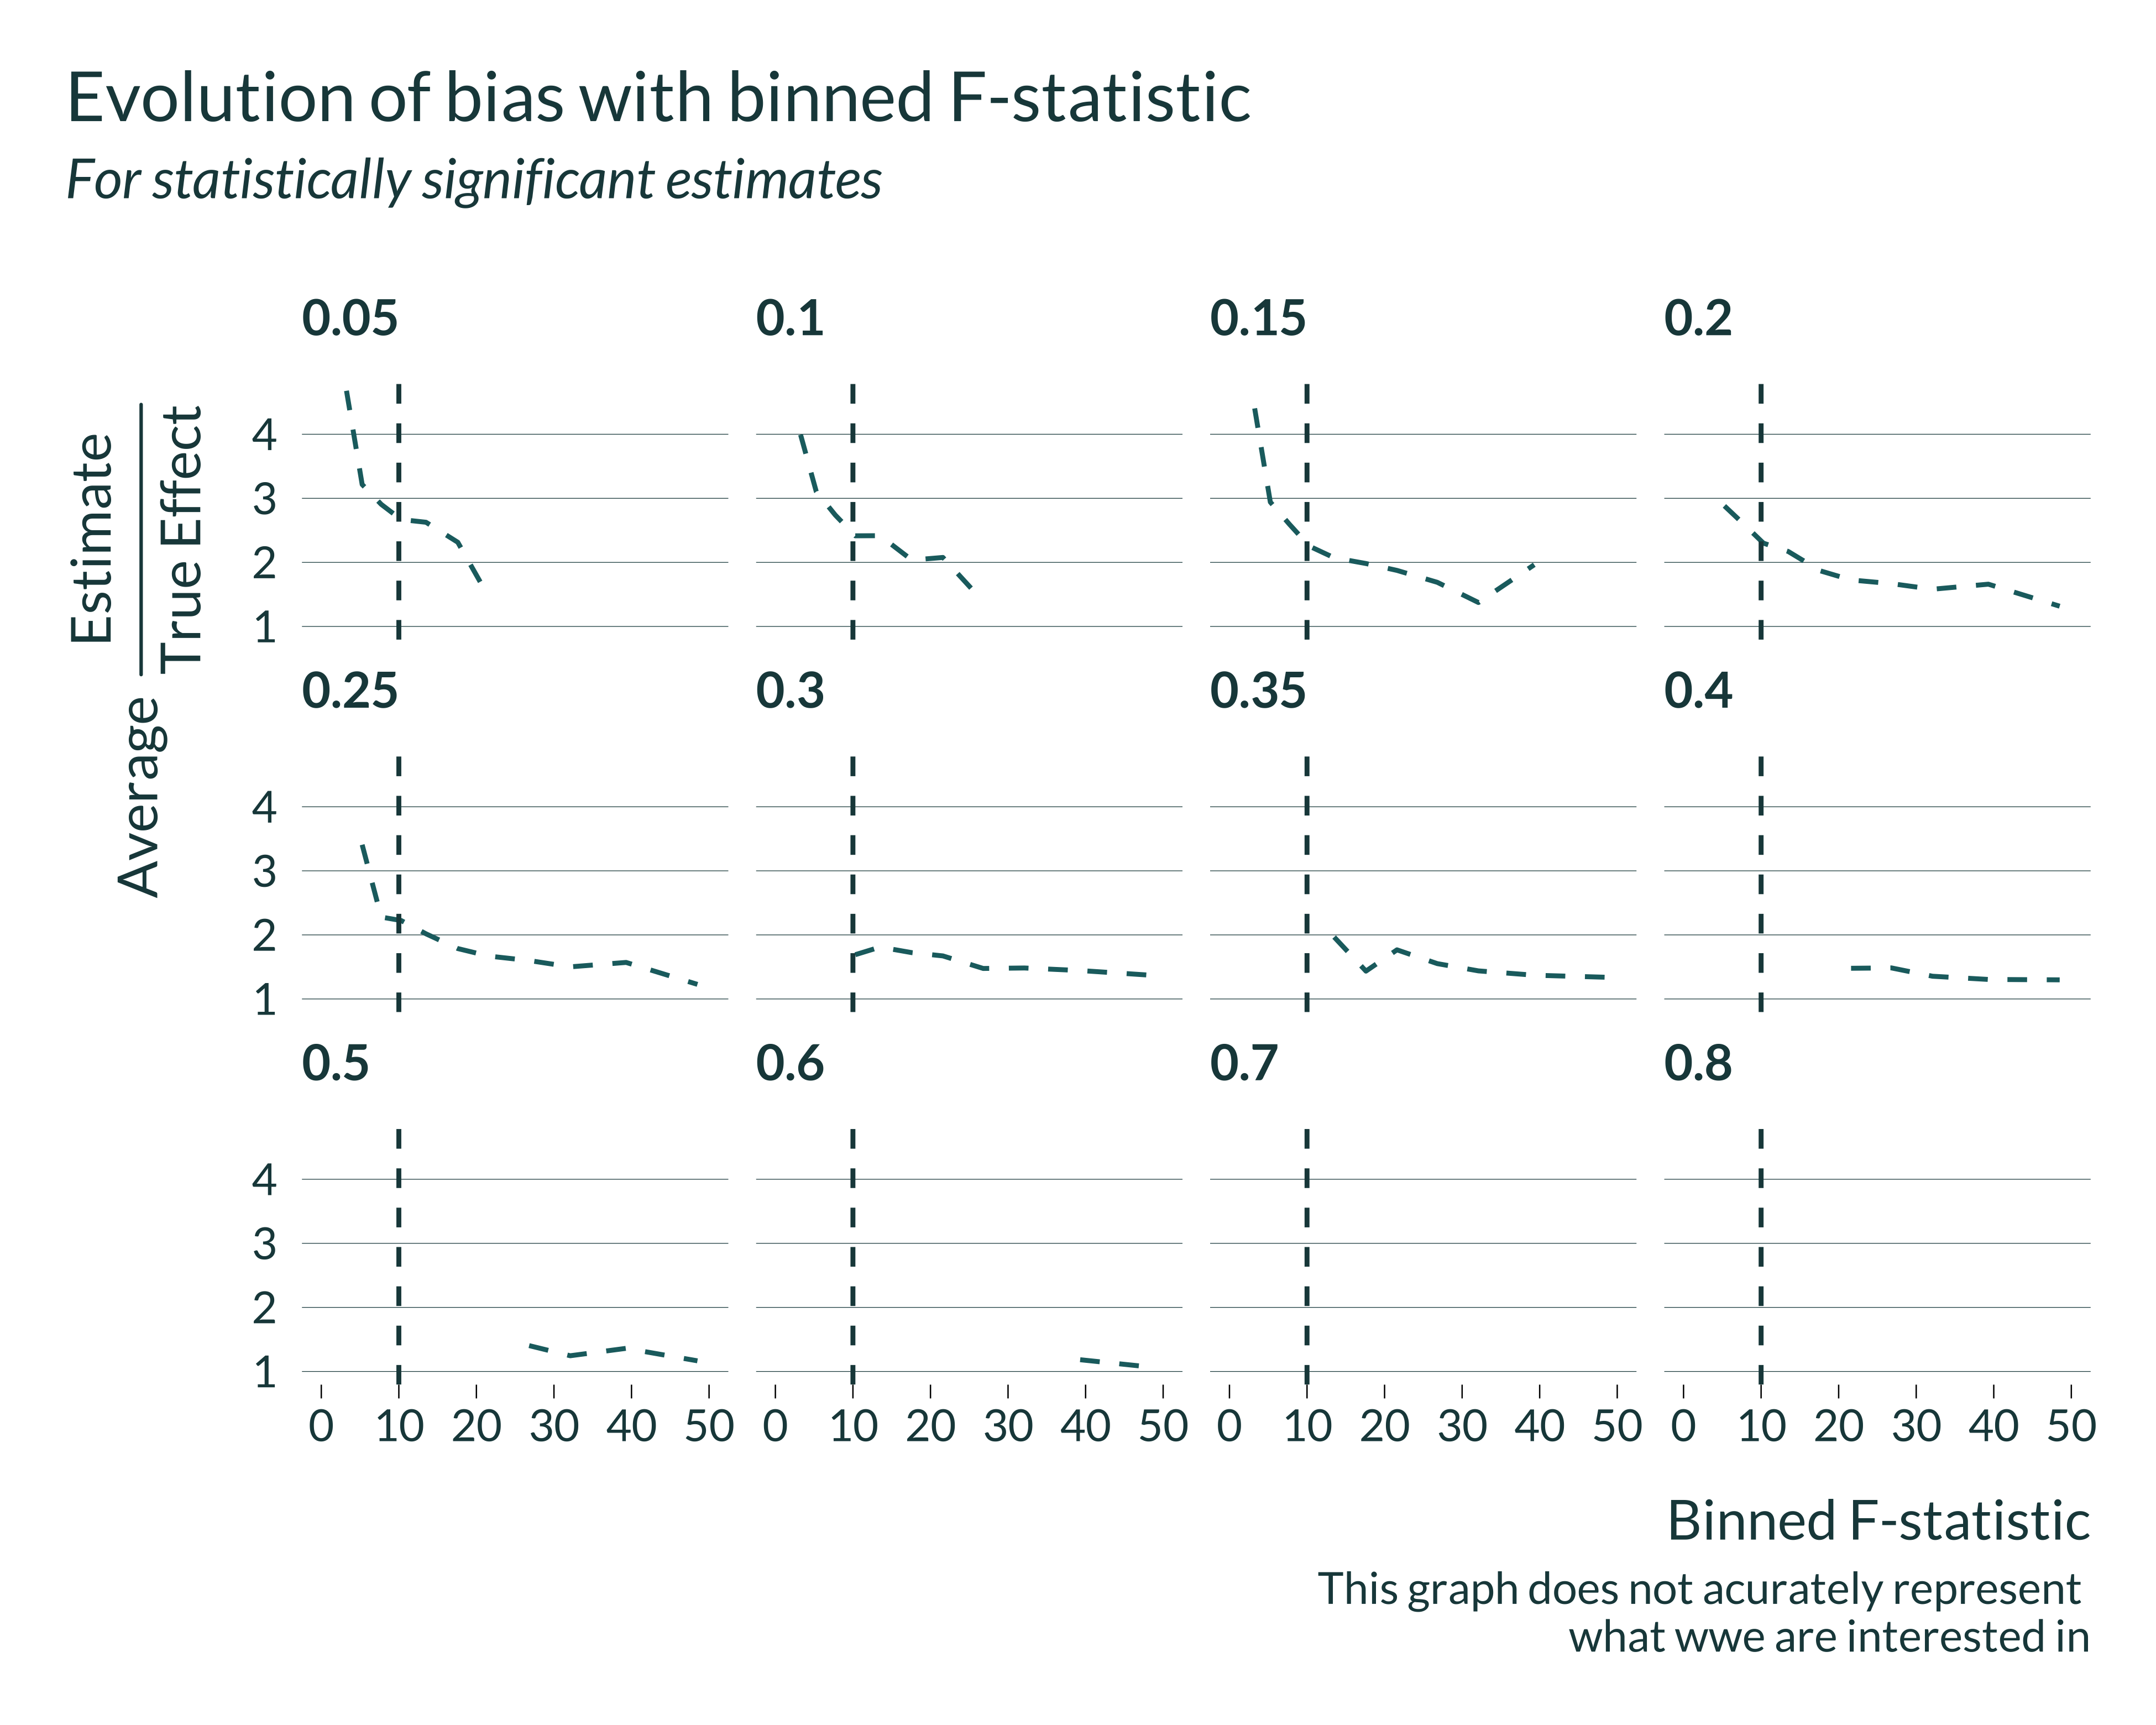 Evolution of bias with binned F-statistic
For statistically significant estimates
Average
Estimate
True Effect
0.05
0.1
0.15
0.2
4
3
2
1
0.25
0.3
0.35
0.4
4
3
2
1
0.5
0.6
0.7
0.8
4
3
2
1
0 10 20 30 40 50
0 10 20 30 40 50
0 10 20 30 40 50
0 10 20 30 40 50
Binned F-statistic
This graph does not acurately represent
what wwe are interested in